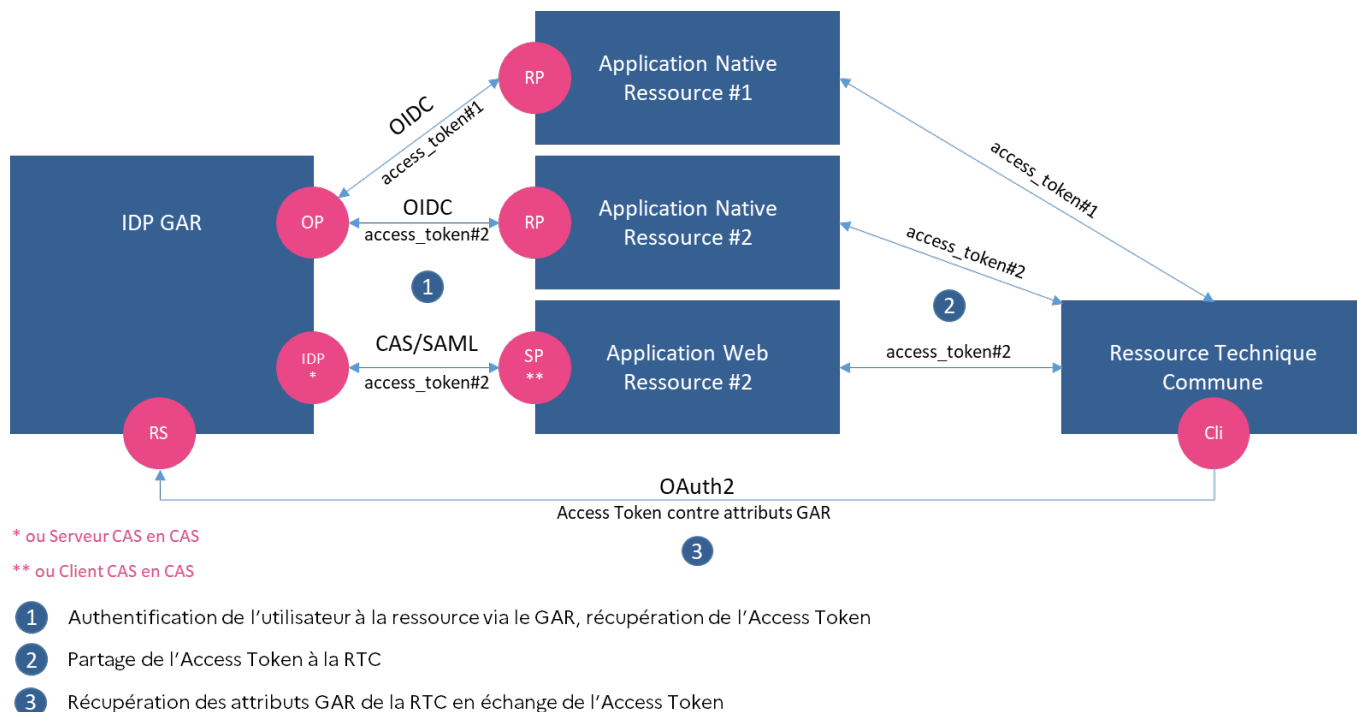 Application Native
Ressource #1
RP
OIDC
access_token#1
access_token#1
IDP GAR
OP
OIDC
access_token#2
RP
Application Native
Ressource #2
access_token#2
1
2
IDP
*
CAS/SAML
access_token#2
SP
**
Application Web
Ressource #2
access_token#2
Ressource Technique
Commune
RS
Cli
OAuth2
Access Token contre attributs GAR
3
* ou Serveur CAS en CAS
** ou Client CAS en CAS
1 Authentification de l’utilisateur à la ressource via le GAR, récupération de l’Access Token
2 Partage de l’Access Token à la RTC
3 Récupération des attributs GAR de la RTC en échange de l’Access Token